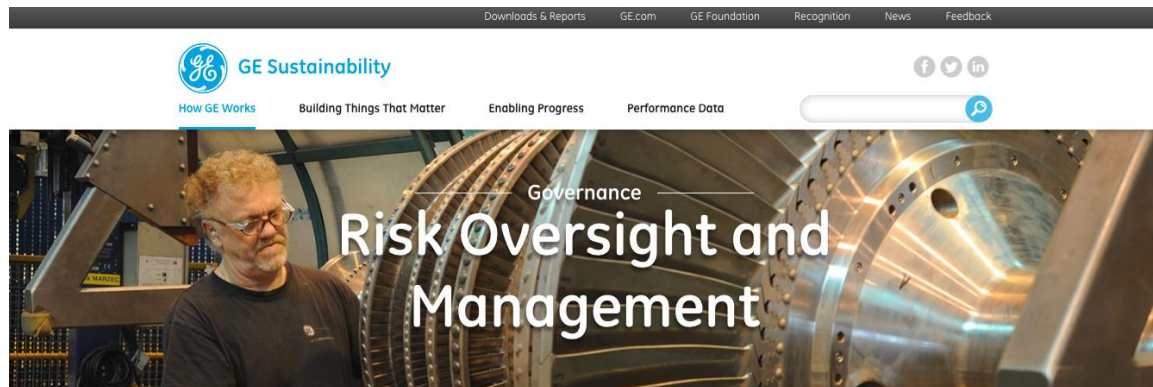 Downloads & Reports GE.com GE Foundation Recognition News Feedback
GE Sustainability
How GE Works Building Things That Matter Enabling Progress Performance Data
Governance
Risk Oversight and
Management
MARZEC